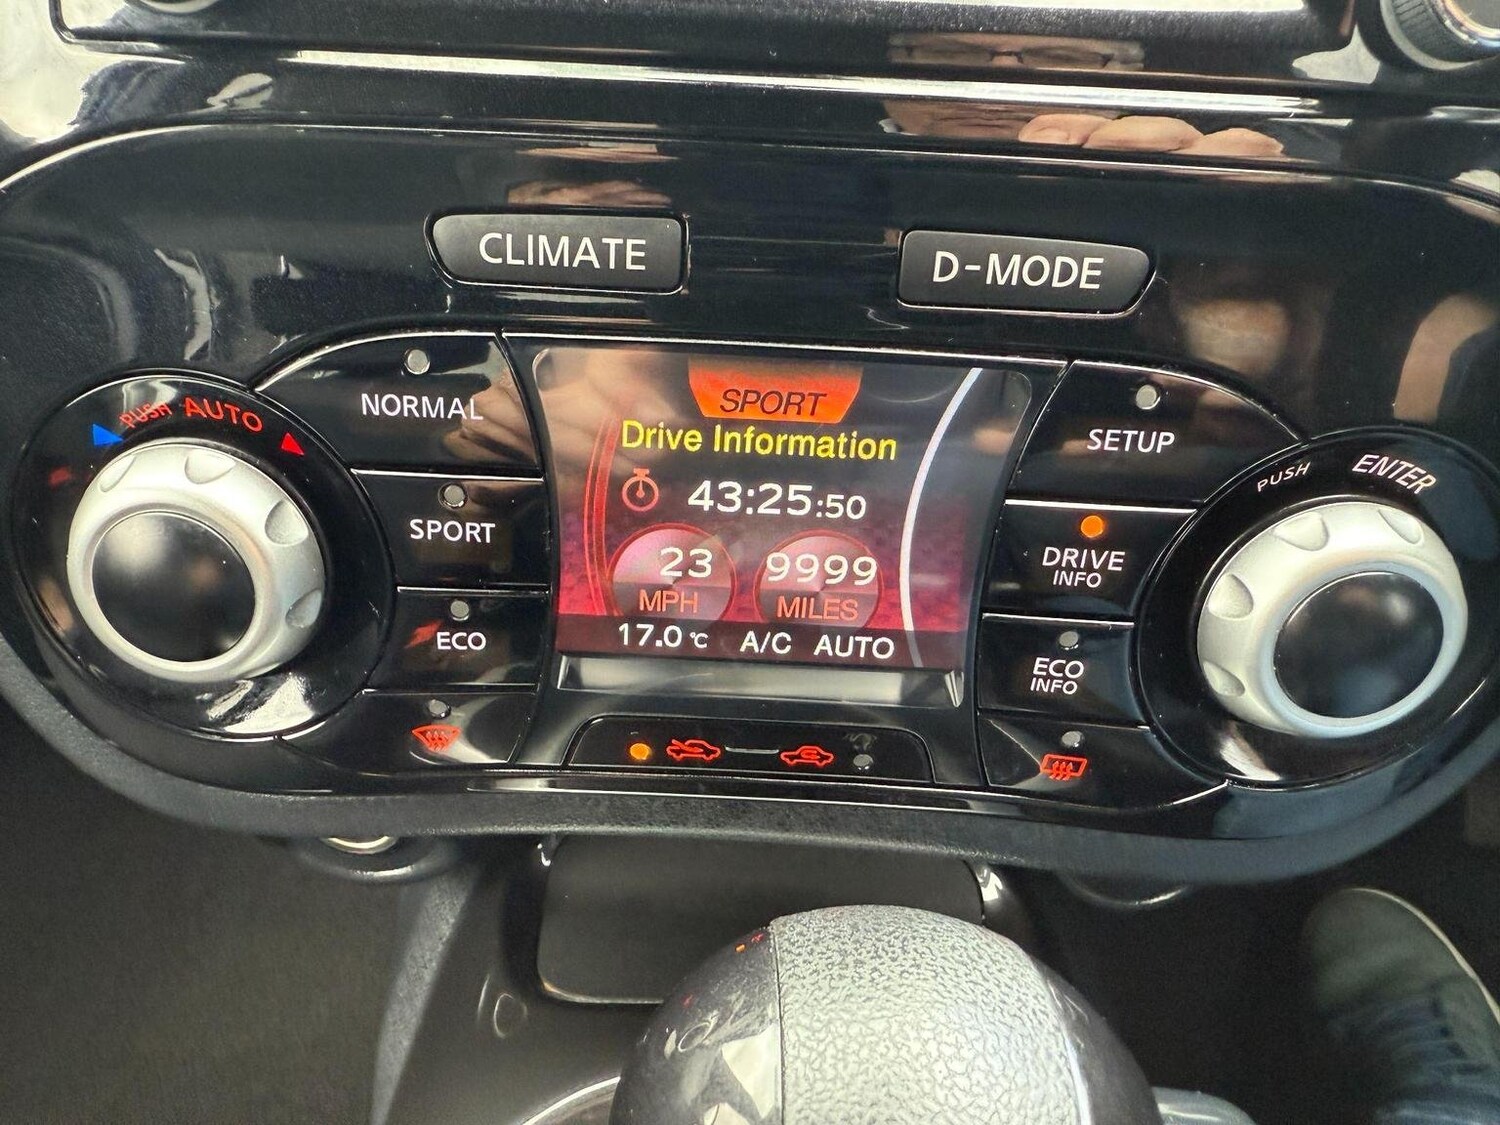 CLIMATE
D-MODE
PUSH AUTO
NORMAL
SPORT
ECO
SPORT
Drive Information
43:25:50
23
MPH
9999
MILES
17.0 °C A/C AUTO
SETUP
DRIVE
INFO
ECO
INFO
PUSH ENTER